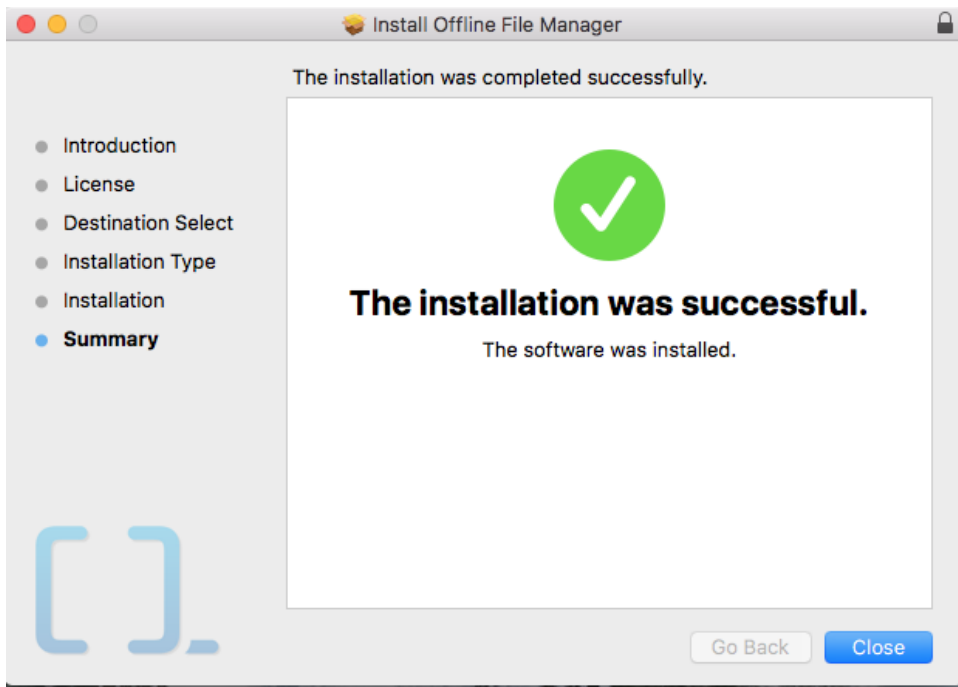 Install Offline File Manager
The installation was completed successfully.
Introduction
License
Destination Select
Installation Type
Installation
Summary
The installation was successful.
The software was installed.
Go Back
Close